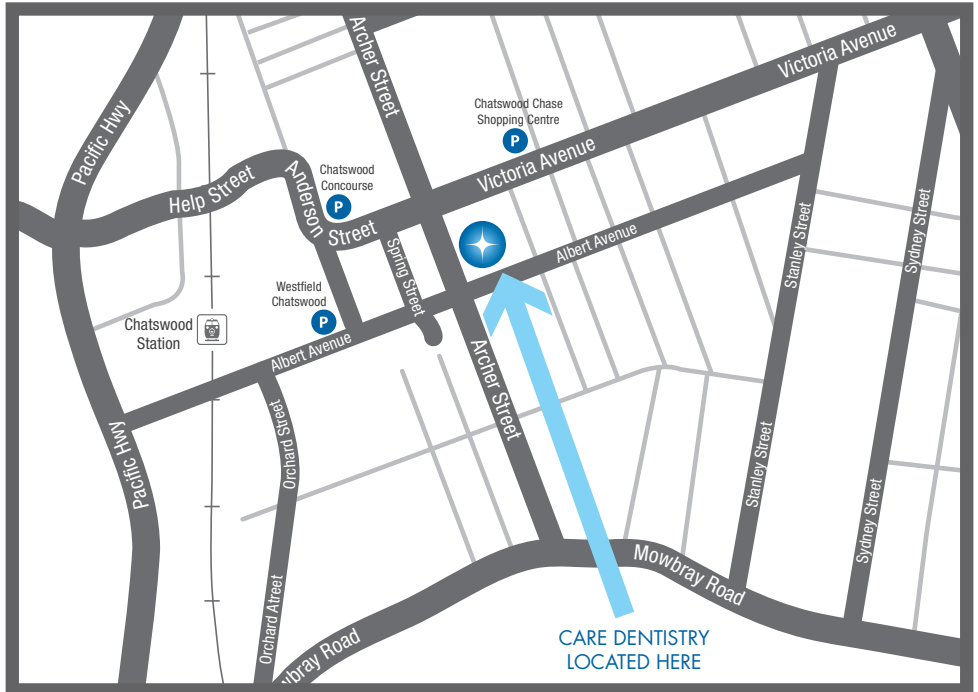 Archer Street
Victoria Avenue
Pacific Hwy
Chatswood Chase
Shopping Centre
P
Victoria Avenue
Help Street
Anderson
Street
Chatswood
Concourse
P
Spring Street
Albert Avenue
Stanley Street
Sydney Street
Westfield
Chatswood
P
Chatswood
Station
Albert Avenue
Archer Street
Orchard Street
Pacific Hwy
Stanley Street
Sydney Street
Mowbray Road
Orchard Atreet
wbray Road
CARE DENTISTRY
LOCATED HERE